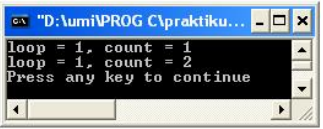 "D:\umi\PROG C\praktiku...
loop = 1, count = 1
loop = 1, count = 2
Press any key to continue